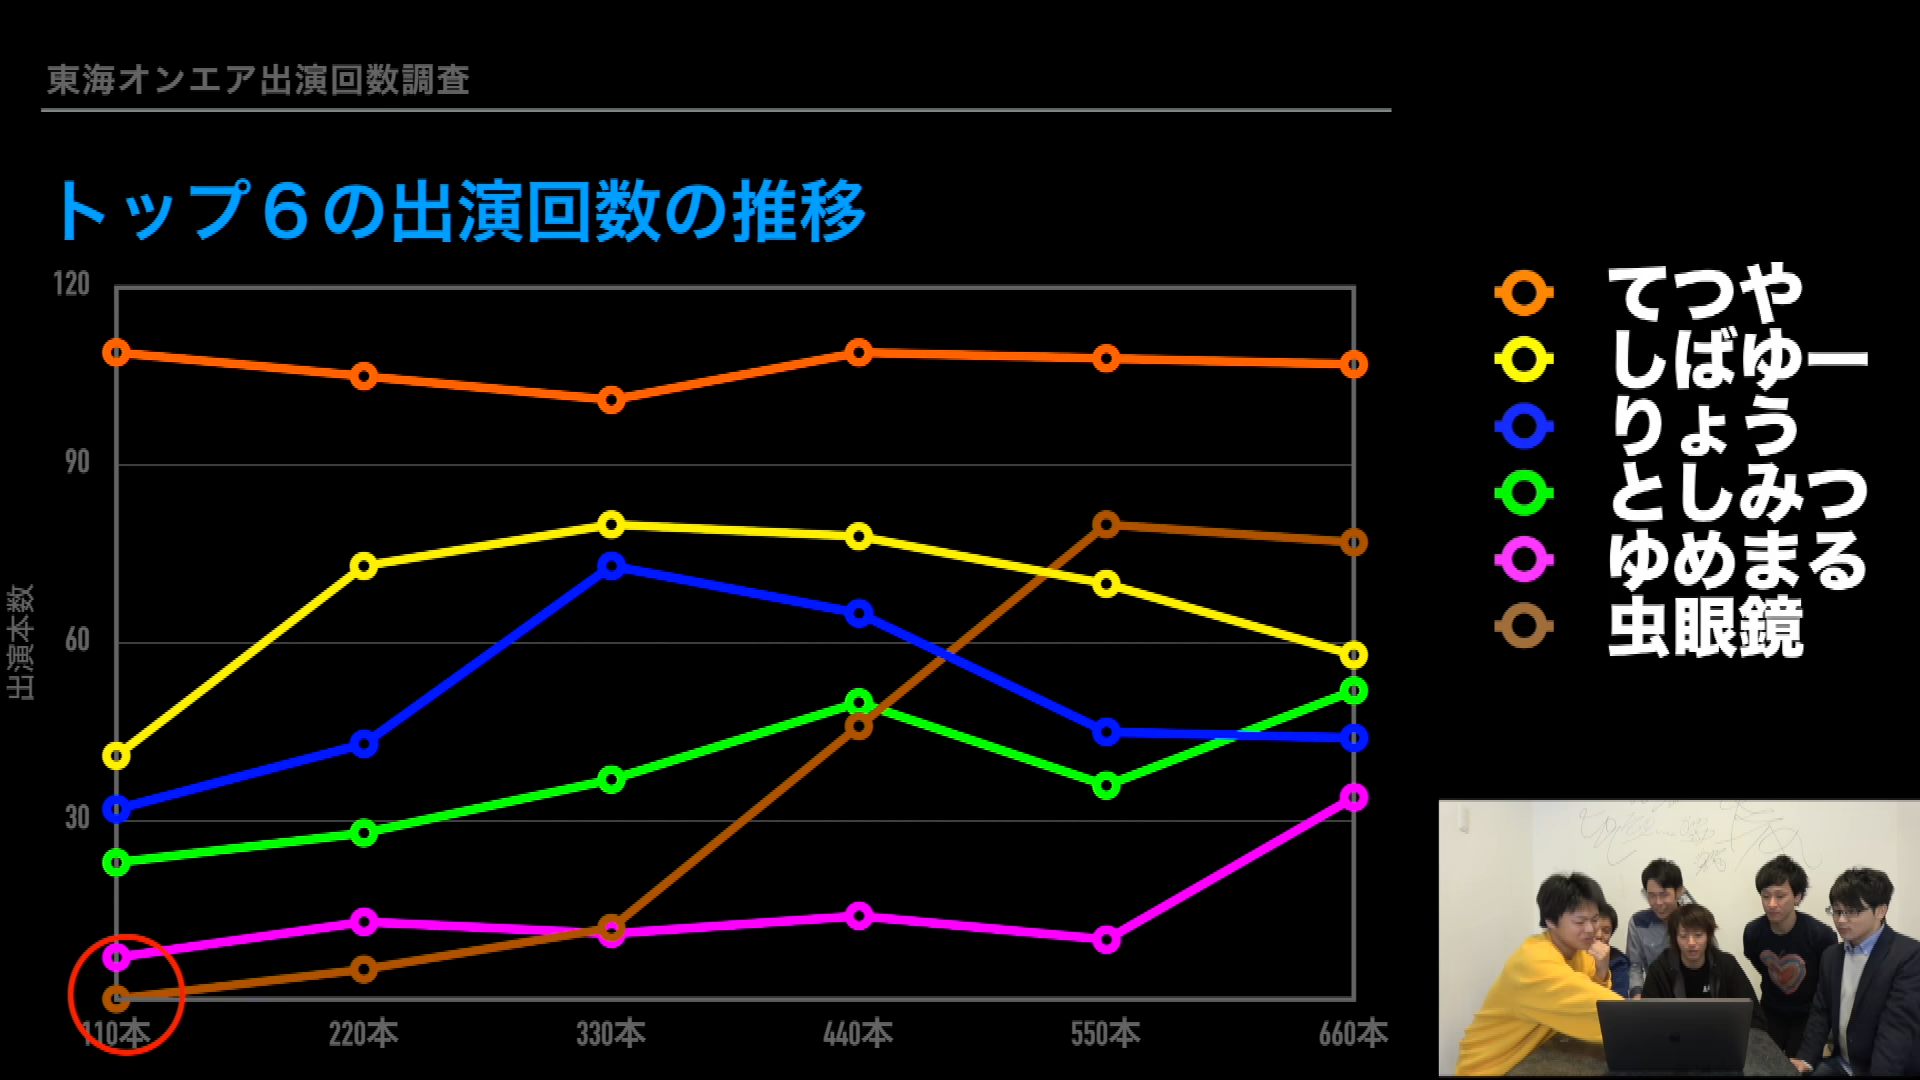 東海オンエア出演回数調査
トップ６の出演回数の推移
120
90
60
30
出演本数
110本
220本
330本
440本
550本
660本
てつや
しばゆー
りょう
としみつ
ゆめまる
虫眼鏡